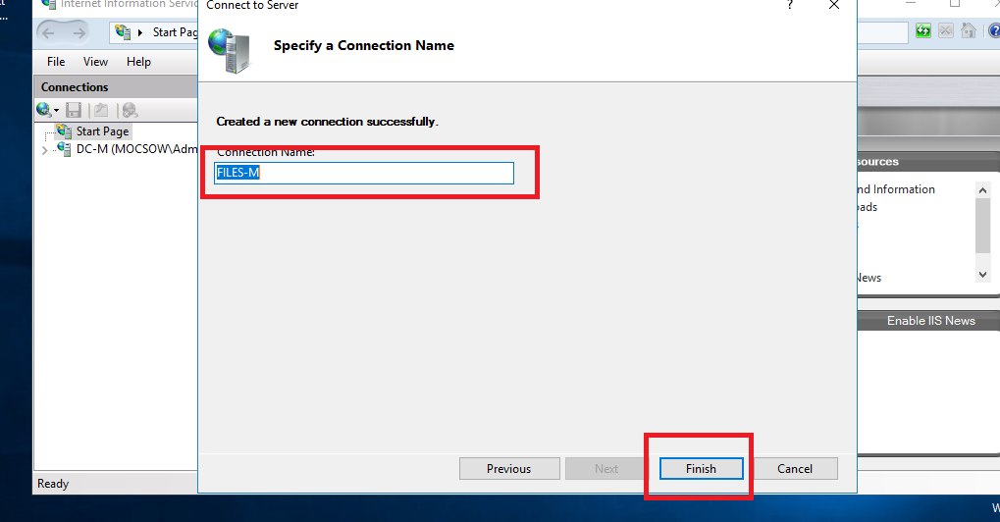 Internet Information Servic
Connect to Server
?
Start Pag
Specify a Connection Name
File View Help
Connections
Created a new connection successfully.
Start Page
DC-M (MOCSOW\Adm
Connection Name:
FILES-M
sources
nd Information
oads
News
Enable IIS News
Previous
Next
Finish
Cancel
Ready